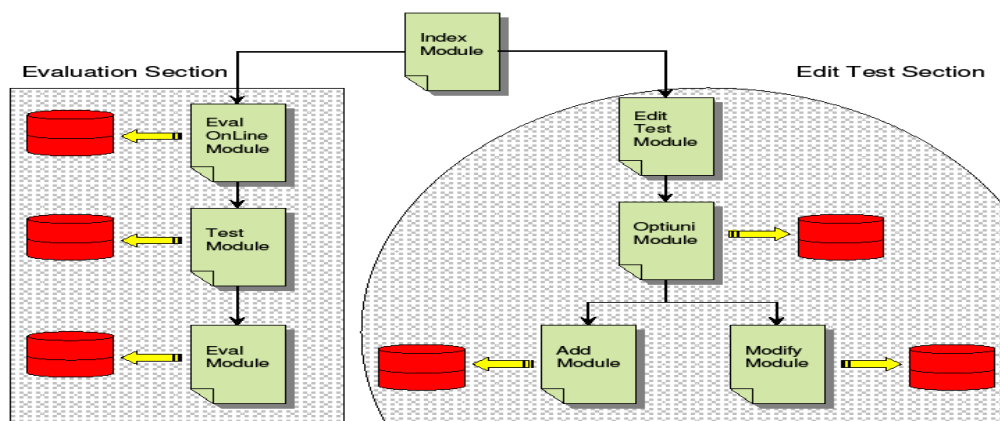 Index
Module
Evaluation Section
Edit Test Section
Eval
OnLine
Module
Edit
Test
Module
Test
Module
Optiuni
Module
Eval
Module
Add
Module
Modify
Module